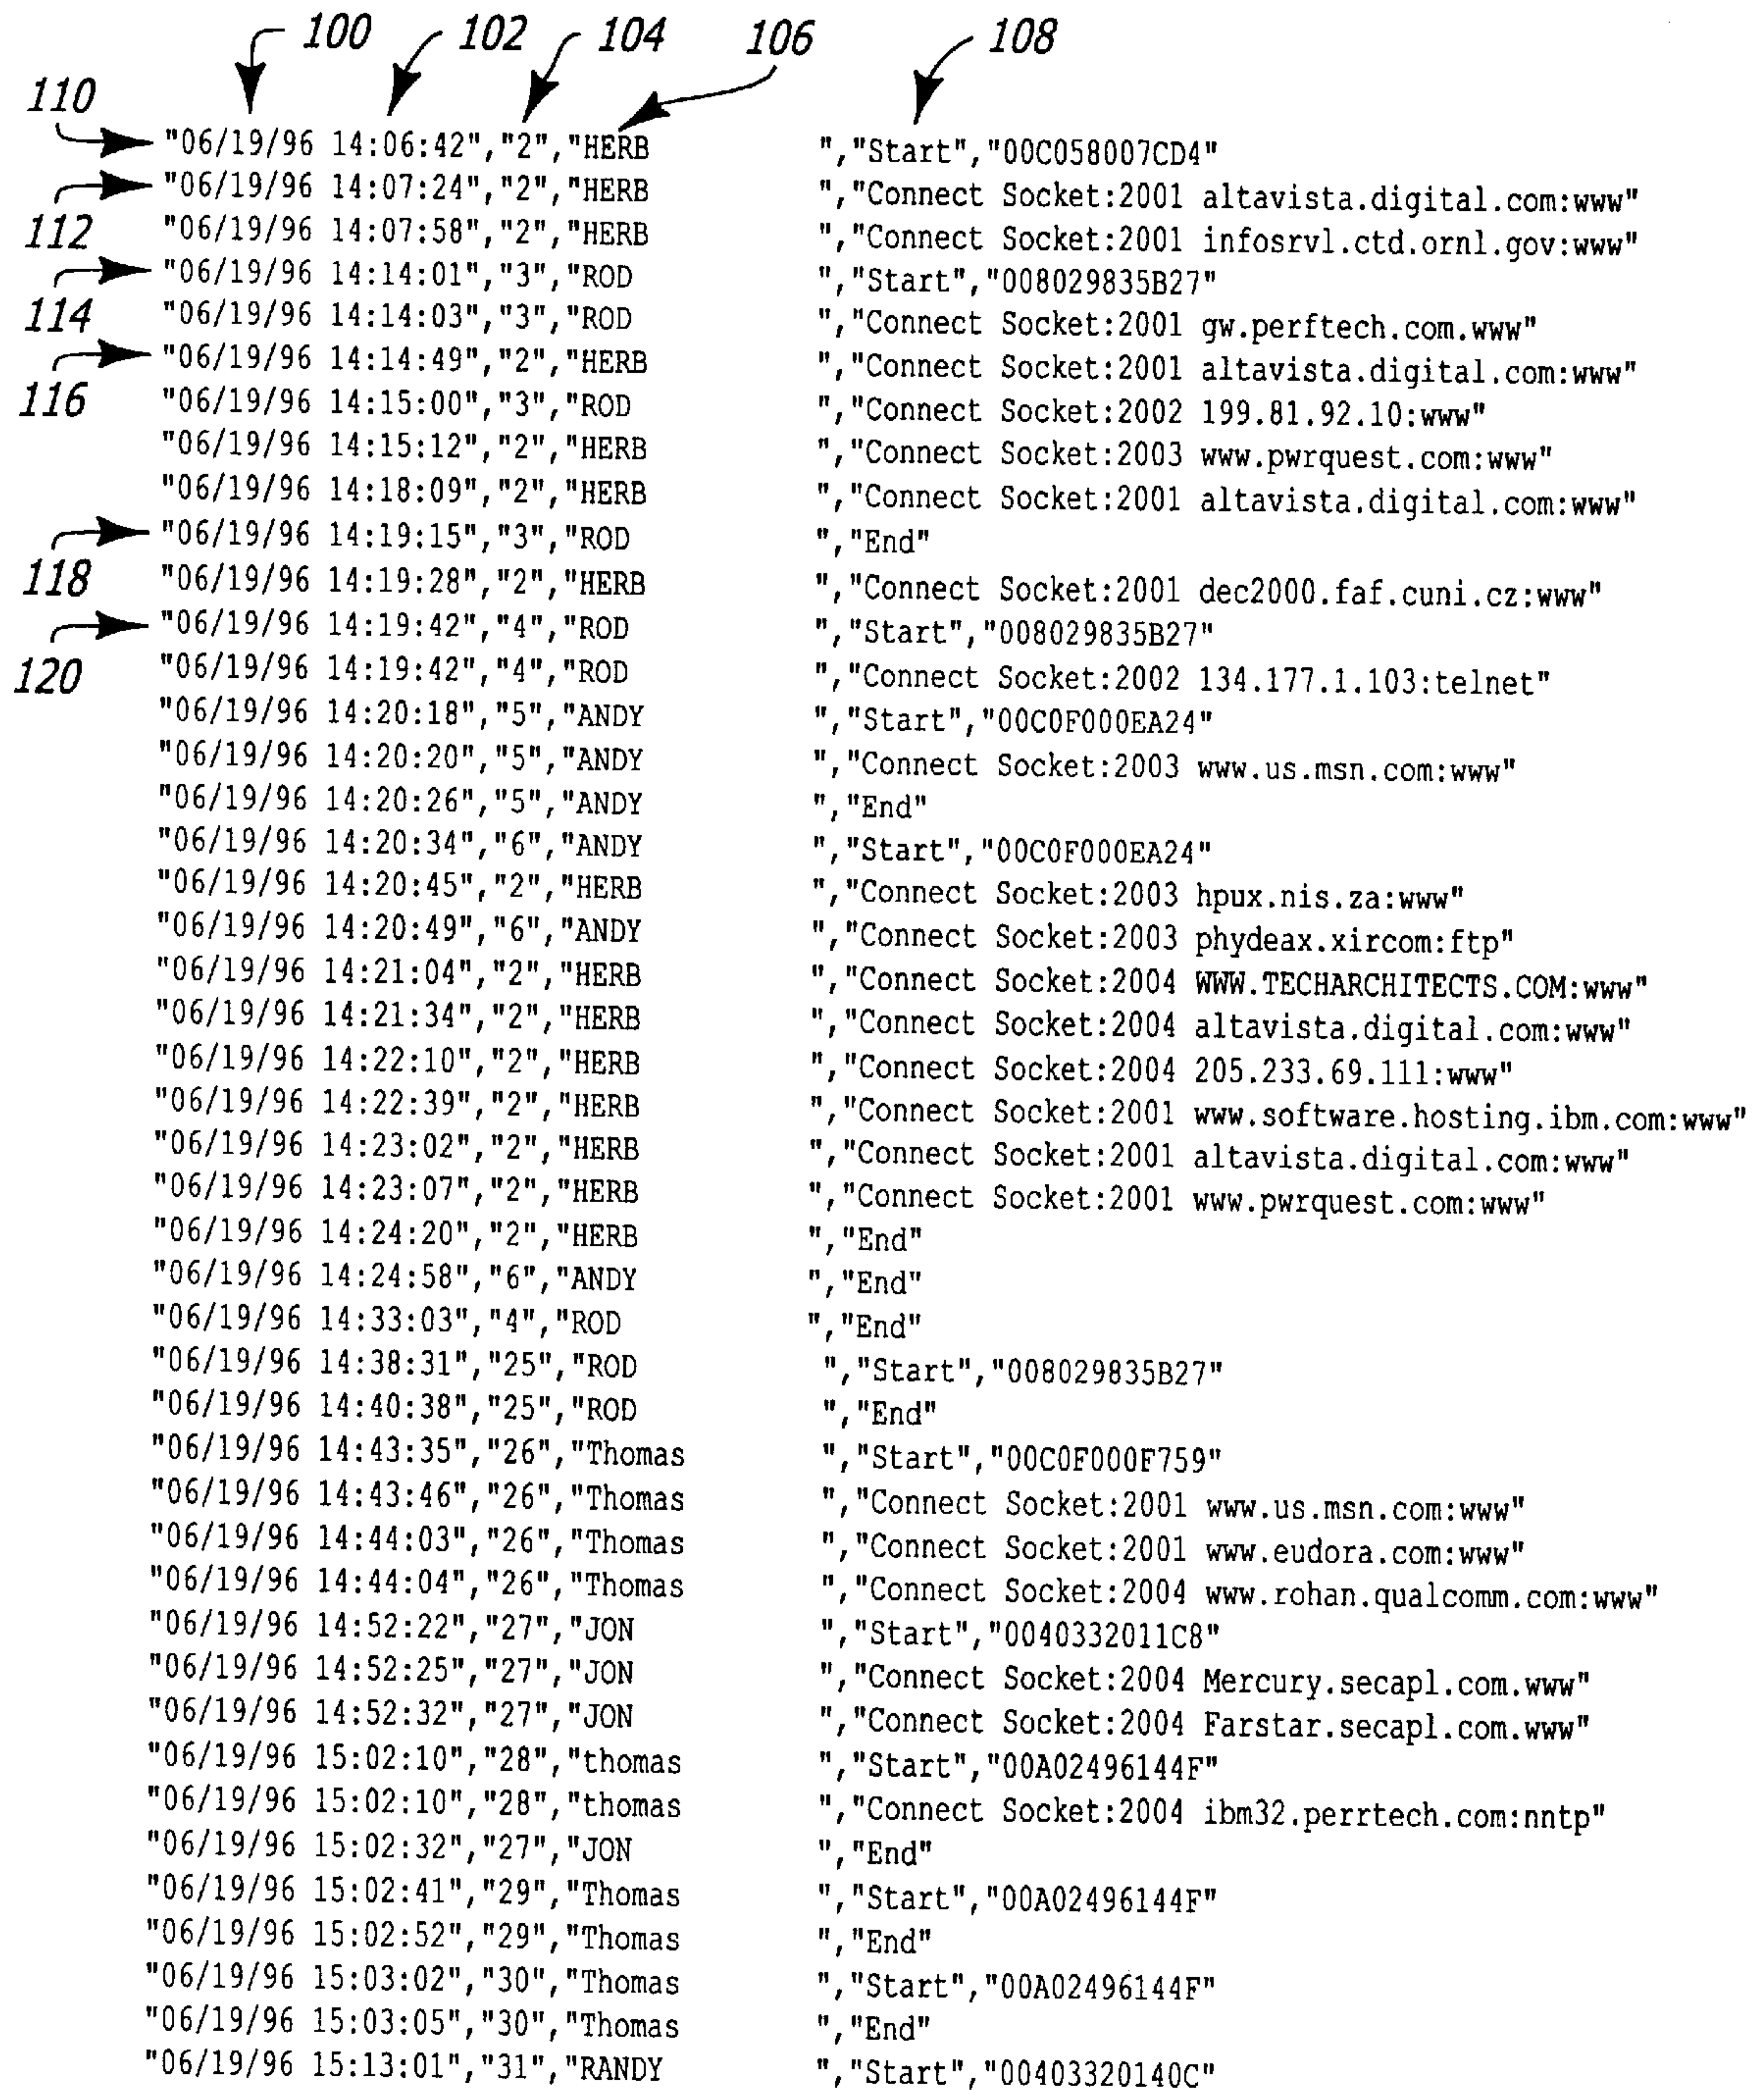 100 102 104 106 108
110
"06/19/96 14:06:42","2","HERB ","Start","00C058007CD4"
"06/19/96 14:07:24","2","HERB ","Connect Socket:2001 altavista.digital.com:www"
112
"06/19/96 14:07:58","2","HERB ","Connect Socket:2001 infosrvl.ctd.ornl.gov:www"
"06/19/96 14:14:01","3","ROD ","Start","008029835B27"
114
"06/19/96 14:14:03","3","ROD ","Connect Socket:2001 gw.perftech.com.www"
"06/19/96 14:14:49","2","HERB ","Connect Socket:2001 altavista.digital.com:www"
116
"06/19/96 14:15:00","3","ROD ","Connect Socket:2002 199.81.92.10:www"
"06/19/96 14:15:12","2","HERB ","Connect Socket:2003 www.pwrquest.com:www"
"06/19/96 14:18:09","2","HERB ","Connect Socket:2001 altavista.digital.com:www"
"06/19/96 14:19:15","3","ROD ","End"
118
"06/19/96 14:19:28","2","HERB ","Connect Socket:2001 dec2000.faf.cuni.cz:www"
"06/19/96 14:19:42","4","ROD ","Start","008029835B27"
120
"06/19/96 14:19:42","4","ROD ","Connect Socket:2002 134.177.1.103:telnet"
"06/19/96 14:20:18","5","ANDY ","Start","00C0F000EA24"
"06/19/96 14:20:20","5","ANDY ","Connect Socket:2003 www.us.msn.com:www"
"06/19/96 14:20:26","5","ANDY ","End"
"06/19/96 14:20:34","6","ANDY ","Start","00C0F000EA24"
"06/19/96 14:20:45","2","HERB ","Connect Socket:2003 hpux.nis.za:www"
"06/19/96 14:20:49","6","ANDY ","Connect Socket:2003 phydeax.xircom:ftp"
"06/19/96 14:21:04","2","HERB ","Connect Socket:2004 WWW.TECHARCHITECTS.COM:www"
"06/19/96 14:21:34","2","HERB ","Connect Socket:2004 altavista.digital.com:www"
"06/19/96 14:22:10","2","HERB ","Connect Socket:2004 205.233.69.111:www"
"06/19/96 14:22:39","2","HERB ","Connect Socket:2001 www.software.hosting.ibm.com:www"
"06/19/96 14:23:02","2","HERB ","Connect Socket:2001 altavista.digital.com:www"
"06/19/96 14:23:07","2","HERB ","Connect Socket:2001 www.pwrquest.com:www"
"06/19/96 14:24:20","2","HERB ","End"
"06/19/96 14:24:58","6","ANDY ","End"
"06/19/96 14:33:03","4","ROD ","End"
"06/19/96 14:38:31","25","ROD ","Start","008029835B27"
"06/19/96 14:40:38","25","ROD ","End"
"06/19/96 14:43:35","26","Thomas ","Start","00C0F000F759"
"06/19/96 14:43:46","26","Thomas ","Connect Socket:2001 www.us.msn.com:www"
"06/19/96 14:44:03","26","Thomas ","Connect Socket:2001 www.eudora.com:www"
"06/19/96 14:44:04","26","Thomas ","Connect Socket:2004 www.rohan.qualcomm.com:www"
"06/19/96 14:52:22","27","JON ","Start","0040332011C8"
"06/19/96 14:52:25","27","JON ","Connect Socket:2004 Mercury.secapl.com.www"
"06/19/96 14:52:32","27","JON ","Connect Socket:2004 Farstar.secapl.com.www"
"06/19/96 15:02:10","28","thomas ","Start","00A02496144F"
"06/19/96 15:02:10","28","thomas ","Connect Socket:2004 ibm32.perrtech.com:nntp"
"06/19/96 15:02:32","27","JON ","End"
"06/19/96 15:02:41","29","Thomas ","Start","00A02496144F"
"06/19/96 15:02:52","29","Thomas ","End"
"06/19/96 15:03:02","30","Thomas ","Start","00A02496144F"
"06/19/96 15:03:05","30","Thomas ","End"
"06/19/96 15:13:01","31","RANDY ","Start","00403320140C"